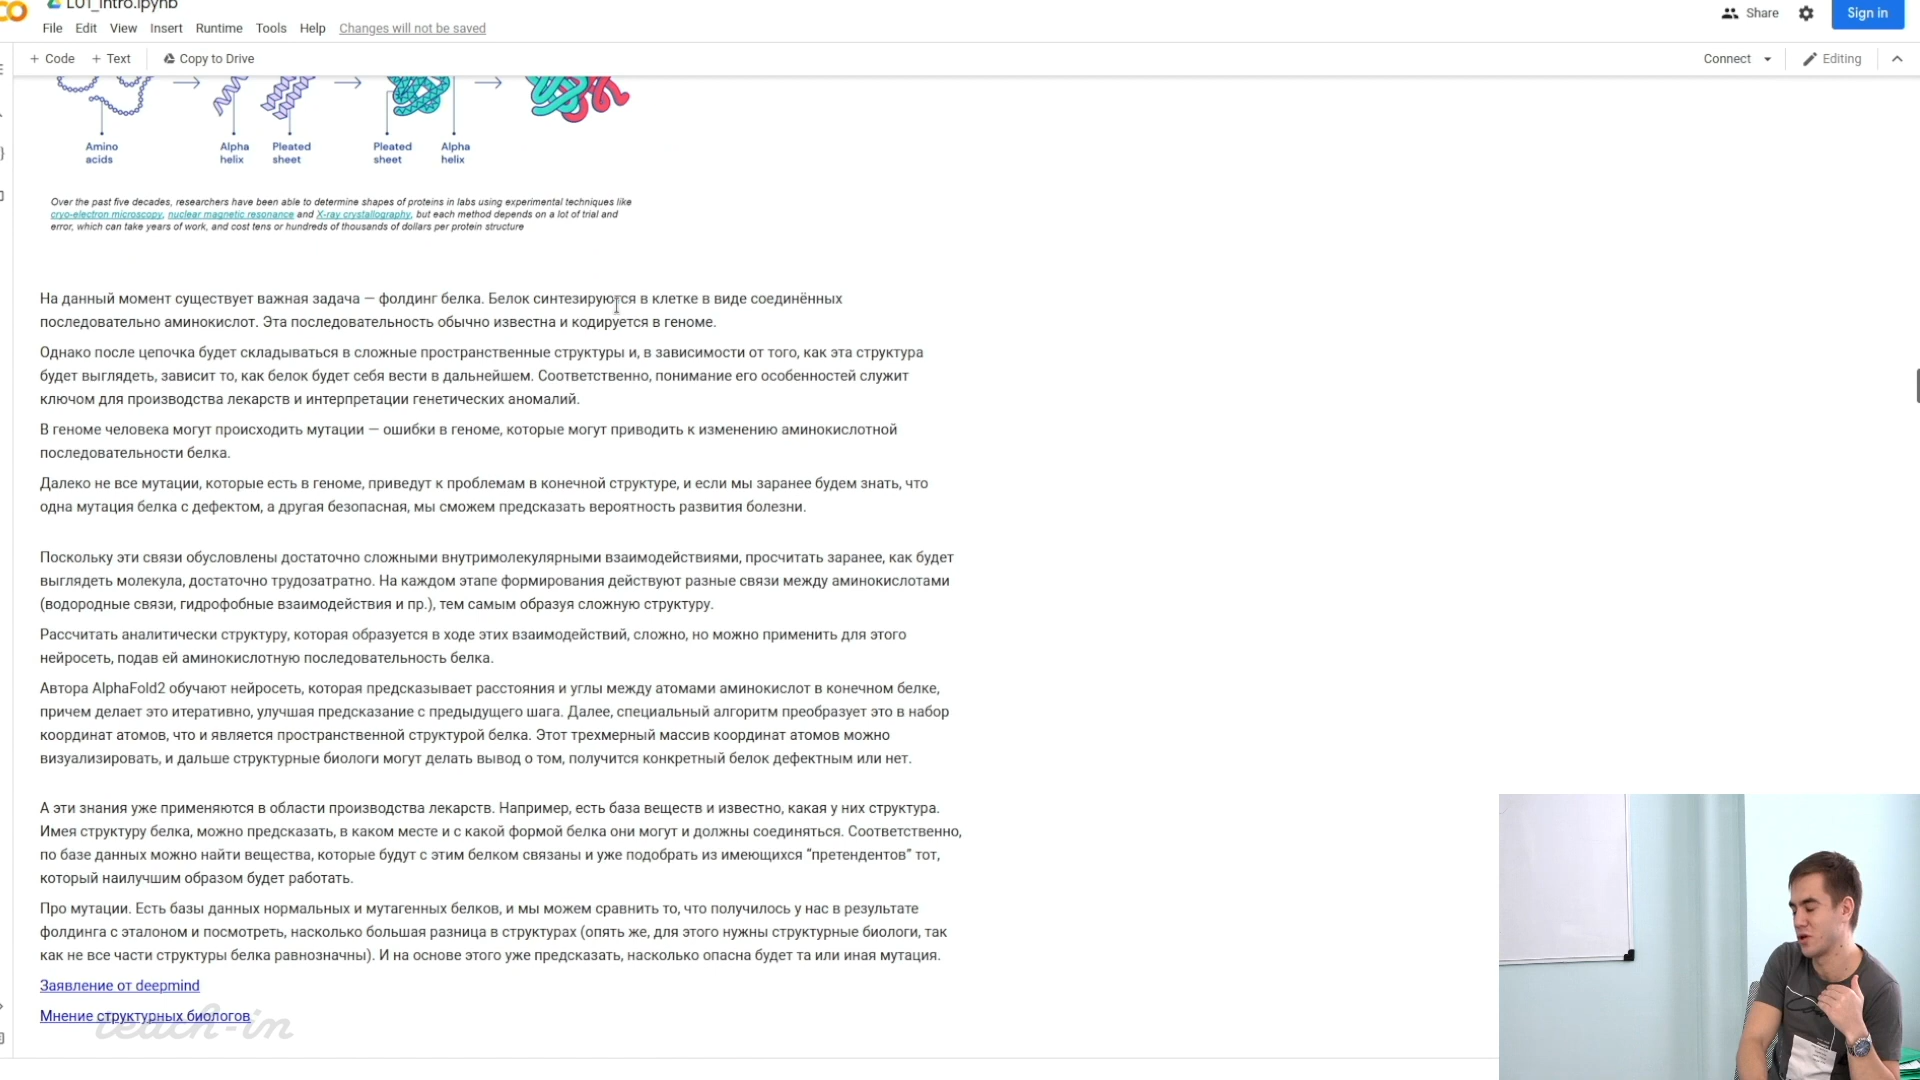 L01_Intro.ipynb
Share
Sign in
File Edit View Insert Runtime Tools Help Changes will not be saved
+ Code + Text Copy to Drive
Connect
Editing
Amino acids
Alpha helix
Pleated sheet
Pleated sheet
Alpha helix
Over the past five decades, researchers have been able to determine shapes of proteins in labs using experimental techniques like
cryo-electron microscopy, nuclear magnetic resonance and X-ray crystallography, but each method depends on a lot of trial and
error, which can take years of work, and cost tens or hundreds of thousands of dollars per protein structure
На данный момент существует важная задача — фолдинг белка. Белок синтезируются в клетке в виде соединённых
последовательно аминокислот. Эта последовательность обычно известна и кодируется в геноме.
Однако после цепочка будет складываться в сложные пространственные структуры и, в зависимости от того, как эта структура
будет выглядеть, зависит то, как белок будет себя вести в дальнейшем. Соответственно, понимание его особенностей служит
ключом для производства лекарств и интерпретации генетических аномалий.
В геноме человека могут происходить мутации — ошибки в геноме, которые могут приводить к изменению аминокислотной
последовательности белка.
Далеко не все мутации, которые есть в геноме, приведут к проблемам в конечной структуре, и если мы заранее будем знать, что
одна мутация белка с дефектом, а другая безопасная, мы сможем предсказать вероятность развития болезни.
Поскольку эти связи обусловлены достаточно сложными внутримолекулярными взаимодействиями, просчитать заранее, как будет
выглядеть молекула, достаточно трудозатратно. На каждом этапе формирования действуют разные связи между аминокислотами
(водородные связи, гидрофобные взаимодействия и пр.), тем самым образуя сложную структуру.
Рассчитать аналитически структуру, которая образуется в ходе этих взаимодействий, сложно, но можно применить для этого
нейросеть, подав ей аминокислотную последовательность белка.
Автора AlphaFold2 обучают нейросеть, которая предсказывает расстояния и углы между атомами аминокислот в конечном белке,
причем делает это итеративно, улучшая предсказание с предыдущего шага. Далее, специальный алгоритм преобразует это в набор
координат атомов, что и является пространственной структурой белка. Этот трехмерный массив координат атомов можно
визуализировать, и дальше структурные биологи могут делать вывод о том, получится конкретный белок дефектным или нет.
А эти знания уже применяются в области производства лекарств. Например, есть база веществ и известно, какая у них структура.
Имея структуру белка, можно предсказать, в каком месте и с какой формой белка они могут и должны соединяться. Соответственно,
по базе данных можно найти вещества, которые будут с этим белком связаны и уже подобрать из имеющихся “претендентов” тот,
который наилучшим образом будет работать.
Про мутации. Есть базы данных нормальных и мутагенных белков, и мы можем сравнить то, что получилось у нас в результате
фолдинга с эталоном и посмотреть, насколько большая разница в структурах (опять же, для этого нужны структурные биологи, так
как не все части структуры белка равнозначны). И на основе этого уже предсказать, насколько опасна будет та или иная мутация.
Заявление от deepmind
Мнение структурных биологов
teach-in